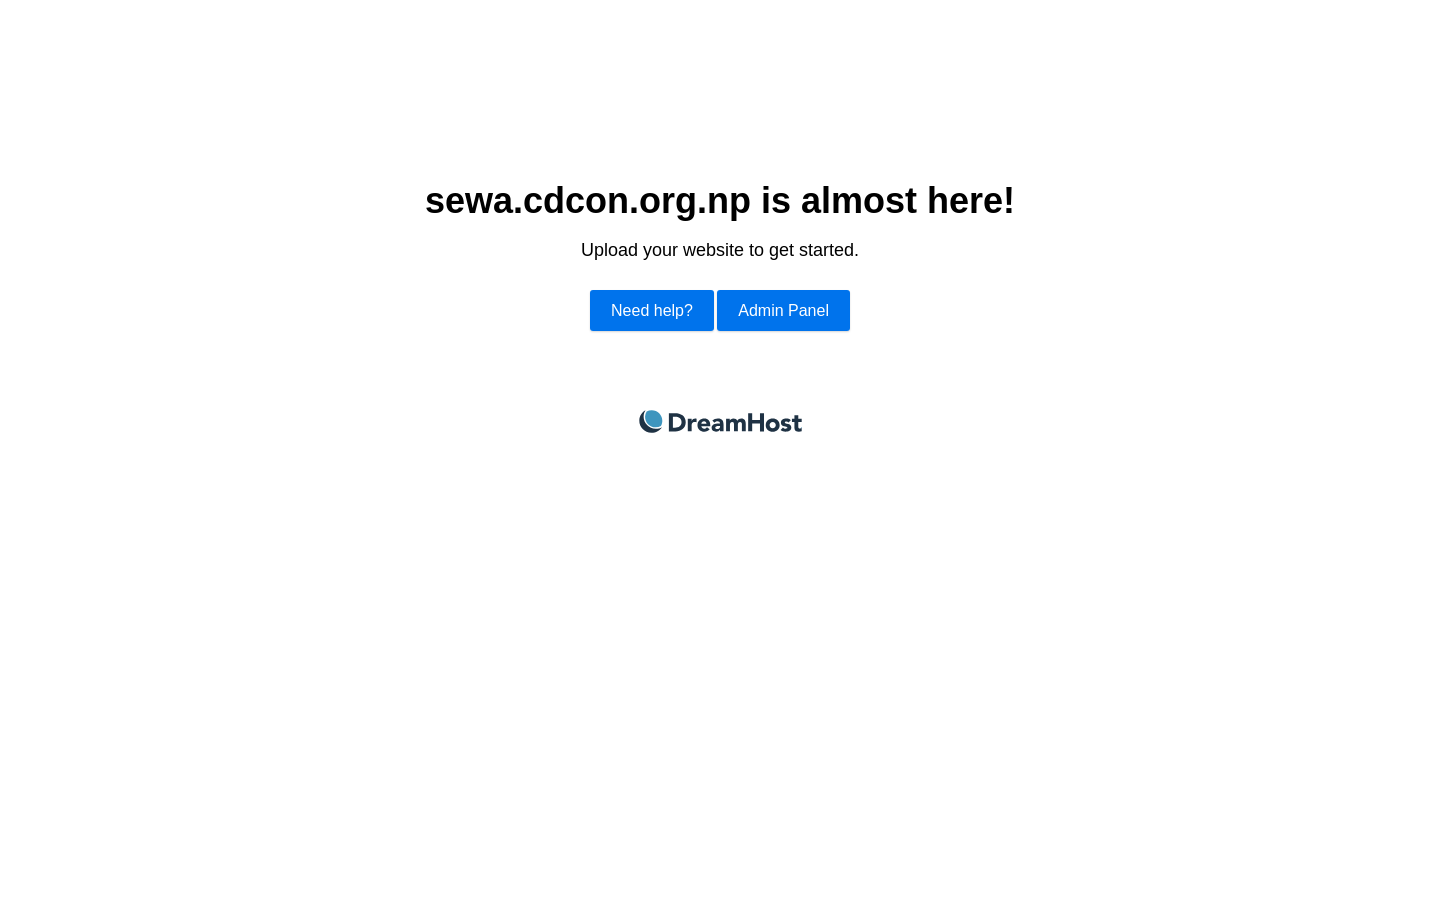 sewa.cdcon.org.np is almost here!
Upload your website to get started.
Need help? Admin Panel
DreamHost